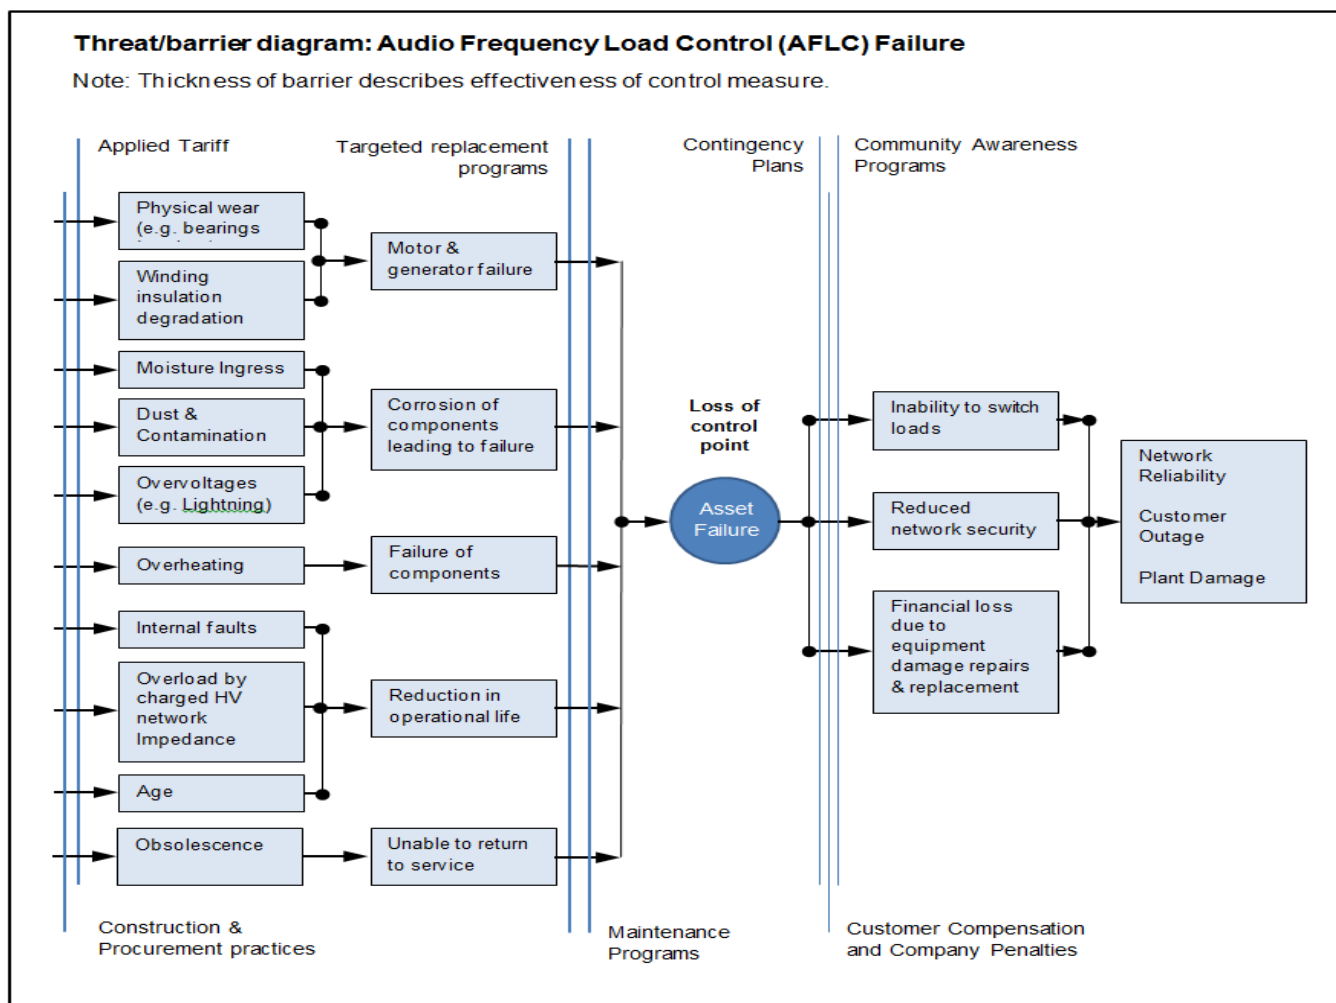 Threat/barrier diagram: Audio Frequency Load Control (AFLC) Failure
Note: Thickness of barrier describes effectiveness of control measure.
Applied Tariff
Targeted replacement
programs
Contingency
Plans
Community Awareness
Programs
Physical wear
(e.g. bearings
Winding
insulation
degradation
Motor &
generator failure
Moisture Ingress
Dust &
Contamination
Overvoltages
(e.g. Lightning)
Corrosion of
components
leading to failure
Overheating
Failure of
components
Internal faults
Overload by
charged HV
network
Impedance
Age
Reduction in
operational life
Obsolescence
Unable to return
to service
Loss of
control
point
Asset
Failure
Inability to switch
loads
Reduced
network security
Financial loss
due to
equipment
damage repairs
& replacement
Network
Reliability
Customer
Outage
Plant Damage
Construction &
Procurement practices
Maintenance
Programs
Customer Compensation
and Company Penalties